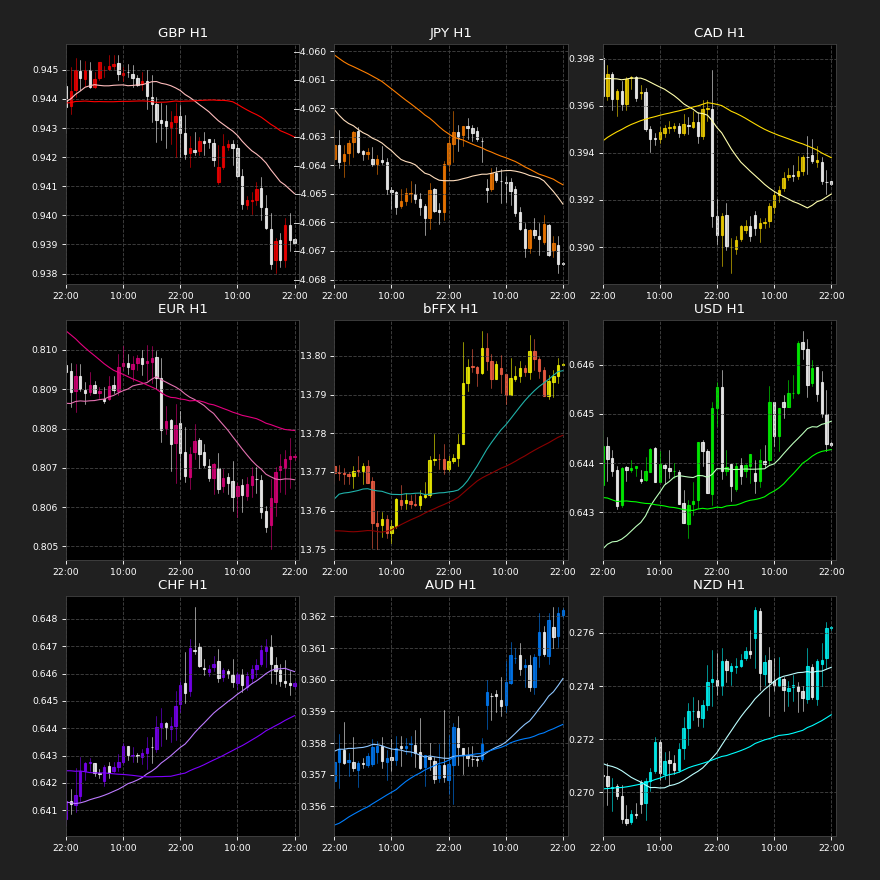 GBP H1 JPY H1 CAD H1
0.945 0.944 0.943 0.942 0.941 0.940 0.939 0.938
−4.060 −4.061 −4.062 −4.063 −4.064 −4.065 −4.066 −4.067 −4.068
0.398 0.396 0.394 0.392 0.390
22:00 10:00 22:00 10:00 22:00 22:00 10:00 22:00 10:00 22:00 22:00 10:00 22:00 10:00 22:00
EUR H1 bFFX H1 USD H1
0.810 0.809 0.808 0.807 0.806 0.805
13.80 13.79 13.78 13.77 13.76 13.75
0.646 0.645 0.644 0.643
22:00 10:00 22:00 10:00 22:00 22:00 10:00 22:00 10:00 22:00 22:00 10:00 22:00 10:00 22:00
CHF H1 AUD H1 NZD H1
0.648 0.647 0.646 0.645 0.644 0.643 0.642 0.641
0.362 0.361 0.360 0.359 0.358 0.357 0.356
0.276 0.274 0.272 0.270
22:00 10:00 22:00 10:00 22:00 22:00 10:00 22:00 10:00 22:00 22:00 10:00 22:00 10:00 22:00